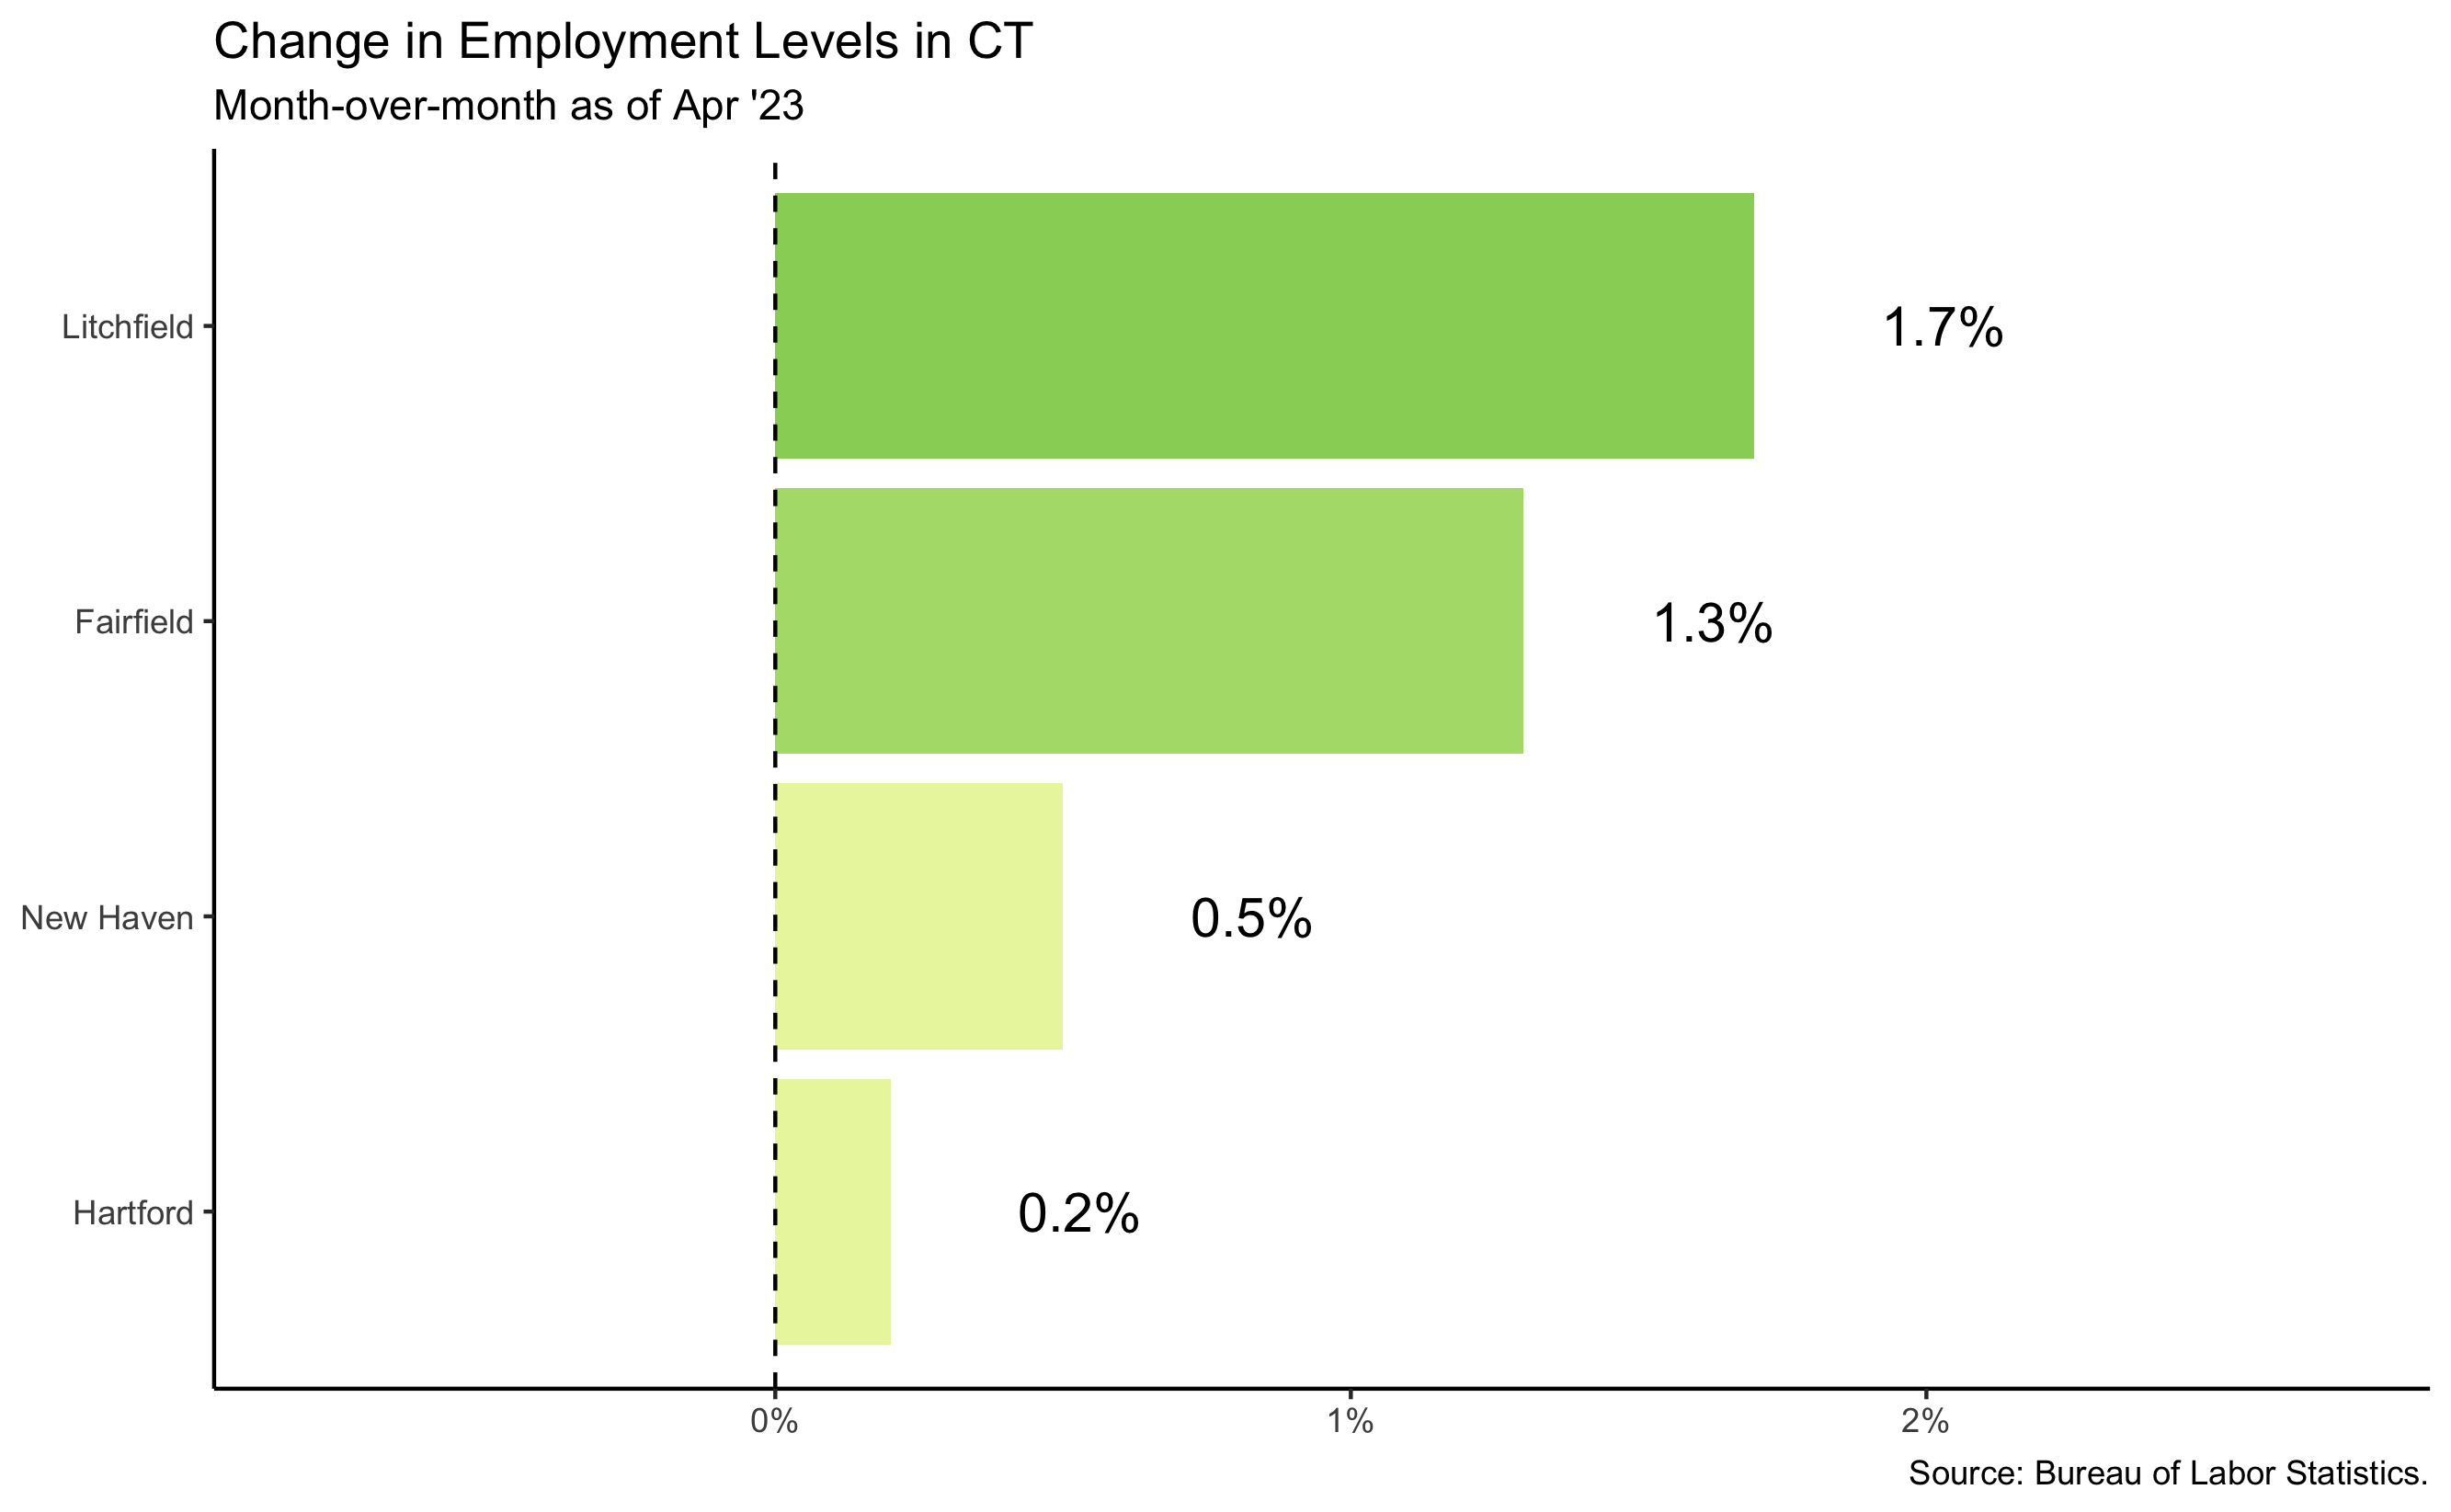 Change in Employment Levels in CT
Month-over-month as of Apr '23
Litchfield
1.7%
Fairfield
1.3%
New Haven
0.5%
Hartford
0.2%
0%
1%
2%
Source: Bureau of Labor Statistics.